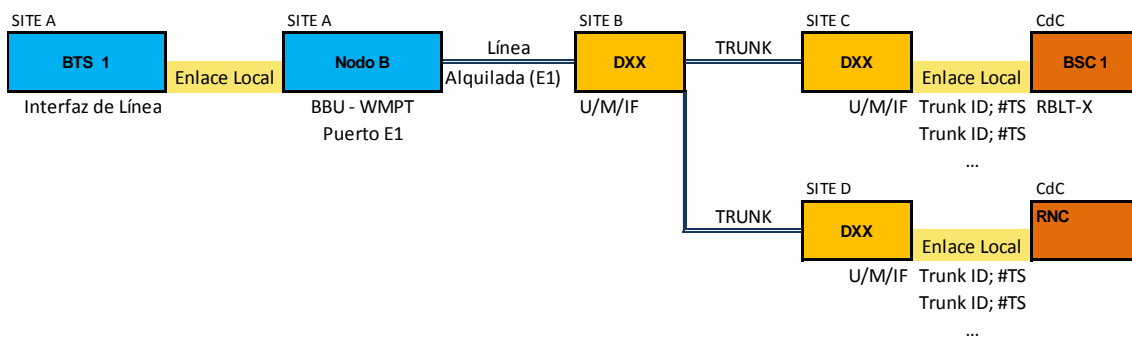 SITE A
SITE A
SITE B
SITE C
CdC
BTS 1
Enlace Local
Nodo B
Línea
Alquilada (E1)
DXX
TRUNK
DXX
Enlace Local
BSC 1
Interfaz de Línea
BBU - WMPT
Puerto E1
U/M/IF
U/M/IF
Trunk ID; #TS
Trunk ID; #TS
...
RBLT-X
SITE D
CdC
TRUNK
DXX
Enlace Local
RNC
U/M/IF
Trunk ID; #TS
Trunk ID; #TS
...